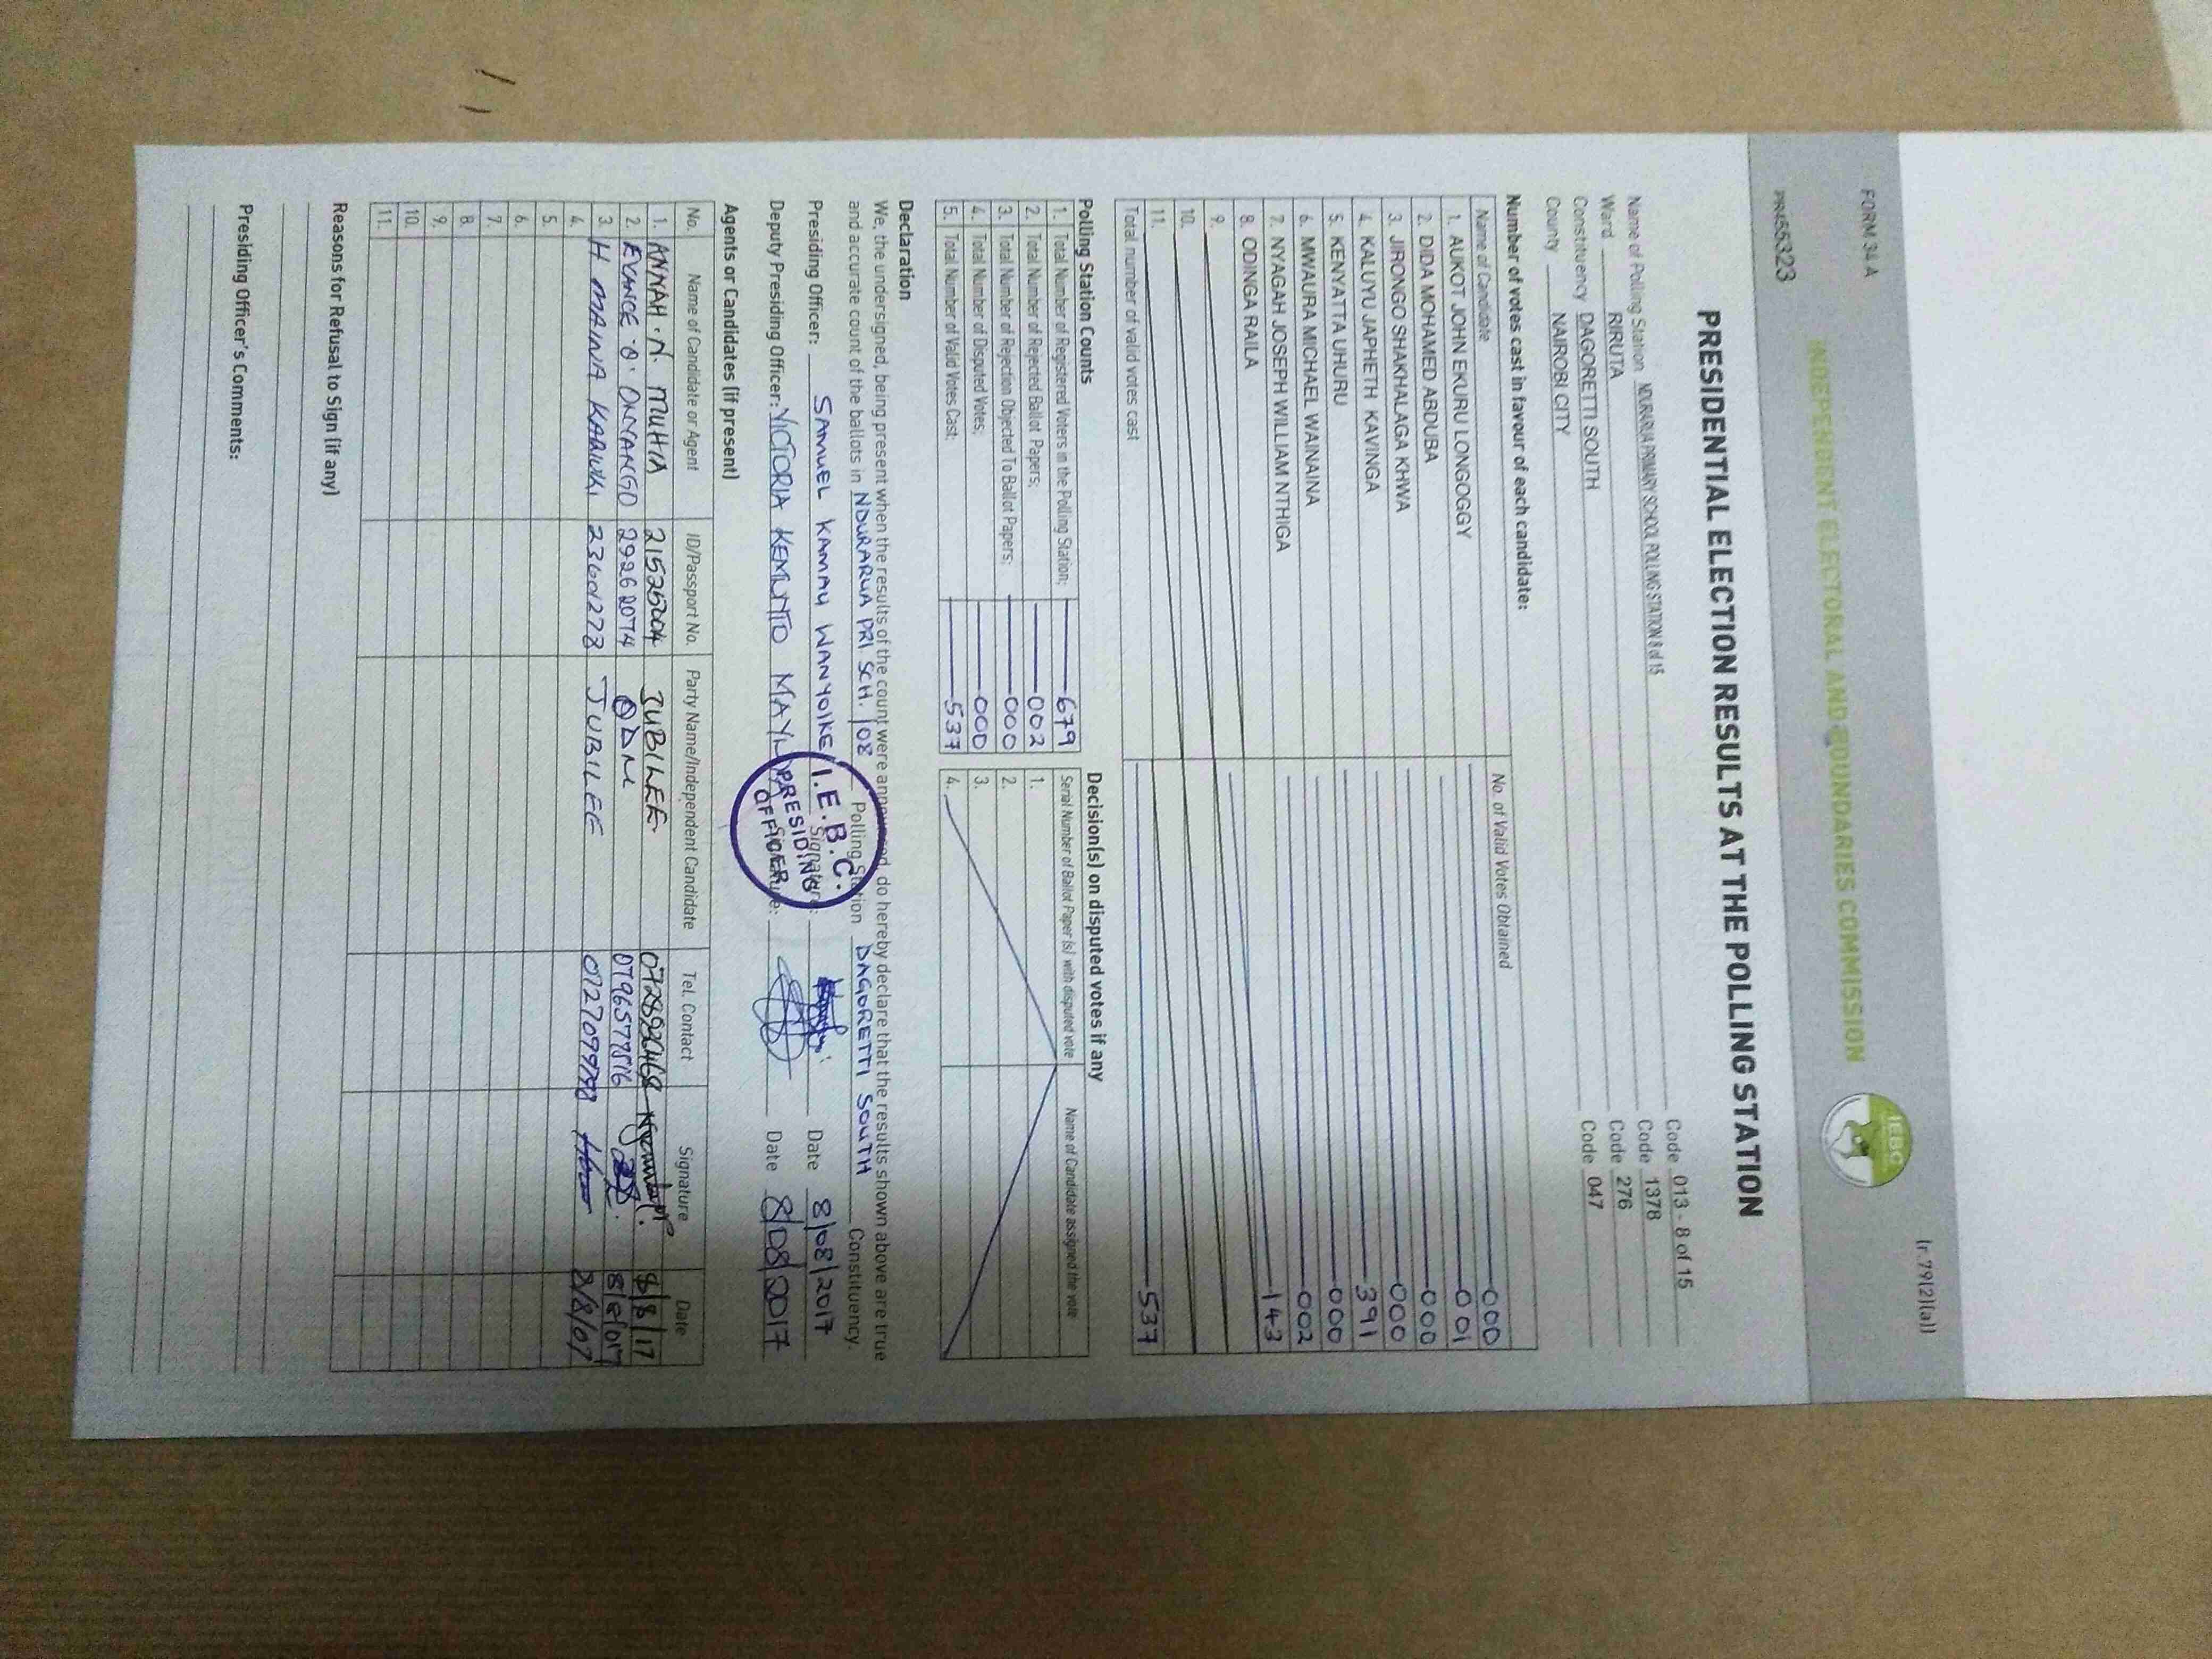 FORM 34 A (r.79(2)(a))
INDEPENDENT ELECTORAL AND BOUNDARIES COMMISSION
IEBC
PR455323
PRESIDENTIAL ELECTION RESULTS AT THE POLLING STATION
Name of Polling Station NDURARUA PRIMARY SCHOOL POLLING STATION 8 of 15 Code 013 - 8 of 15
Ward RIRUTA Code 1378
Constituency DAGORETTI SOUTH Code 276
County NAIROBI CITY Code 047
Number of votes cast in favour of each candidate:
Name of Candidate No. of Valid Votes Obtained
1. AUKOT JOHN EKURU LONGOGGY 000
2. DIDA MOHAMED ABDUBA 001
3. JIRONGO SHAKHALAGA KHWA 000
4. KALUYU JAPHETH KAVINGA 000
5. KENYATTA UHURU 391
6. MWAURA MICHAEL WAINAINA 000
7. NYAGAH JOSEPH WILLIAM NTHIGA 002
8. ODINGA RAILA 143
9.
10.
11.
Total number of valid votes cast 537
Polling Station Counts
1. Total Number of Registered Voters in the Polling Station; 679
2. Total Number of Rejected Ballot Papers; 002
3. Total Number of Rejection Objected To Ballot Papers; 000
4. Total Number of Disputed Votes; 000
5. Total Number of Valid Votes Cast; 537
Decision(s) on disputed votes if any
Serial Number of Ballot Paper (s) with disputed vote Name of Candidate assigned the vote
1.
2.
3.
4.
Declaration
We, the undersigned, being present when the results of the count were announced, do hereby declare that the results shown above are true
and accurate count of the ballots in NDURARUA PRI SCH. /08 Polling Station DAGORETTI SOUTH Constituency.
Presiding Officer: SAMUEL KAMAU WANYOIKE Signature: Date 8/08/2017
Deputy Presiding Officer: VICTORIA KEMUNTO Signature: Date 8/08/2017
I.E.B.C.
PRESIDING
OFFICER
Agents or Candidates (if present)
No. Name of Candidate or Agent ID/Passport No. Party Name/Independent Candidate Tel. Contact Signature Date
1. ANNAH .N. MUHIA 21525004 JUBILEE 8/8/17
2. EVANCE .O. ONYANGO 29262074 ODM 8/8/017
3 H MAINA KARIUKI 23601278 JUBILEE 8/8/07
4.
5.
6.
7.
8.
9.
10.
11.
Reasons for Refusal to Sign (if any)
Presiding Officer's Comments: